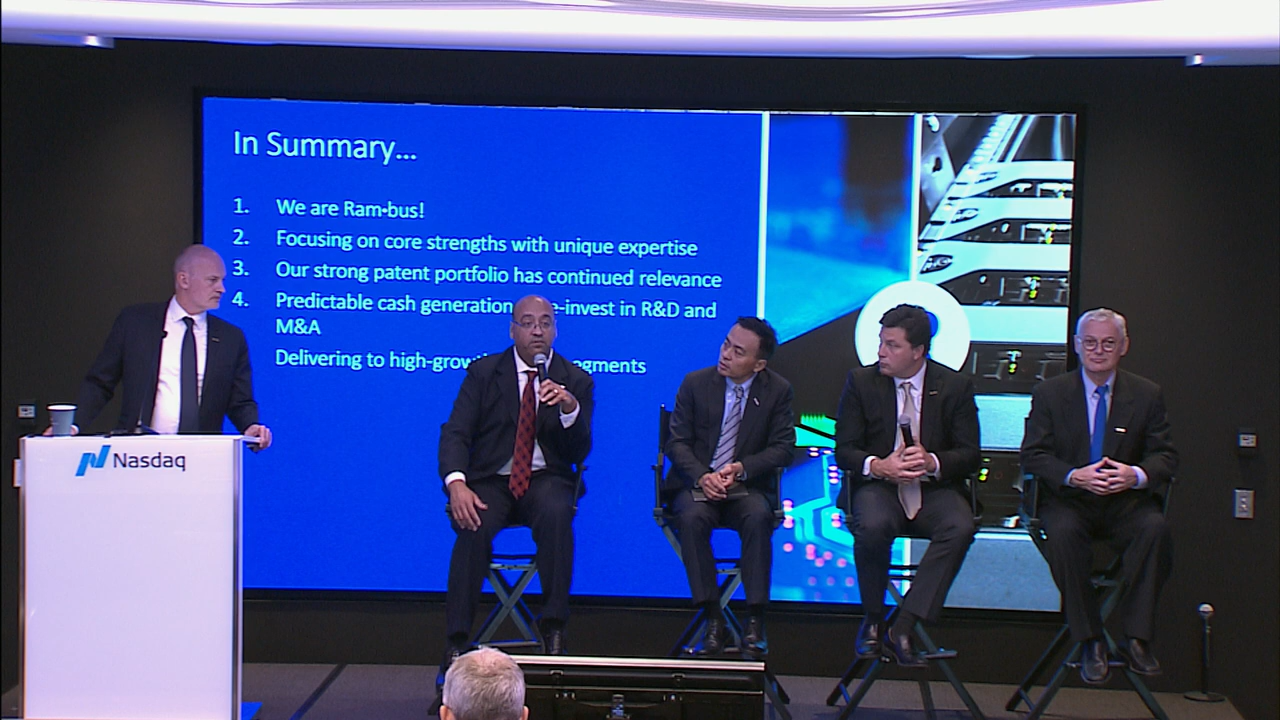 In Summary...
1. We are Ram•bus!
2. Focusing on core strengths with unique expertise
3. Our strong patent portfolio has continued relevance
4. Predictable cash generation e-invest in R&D and
M&A
Delivering to high-grow egments
Nasdaq